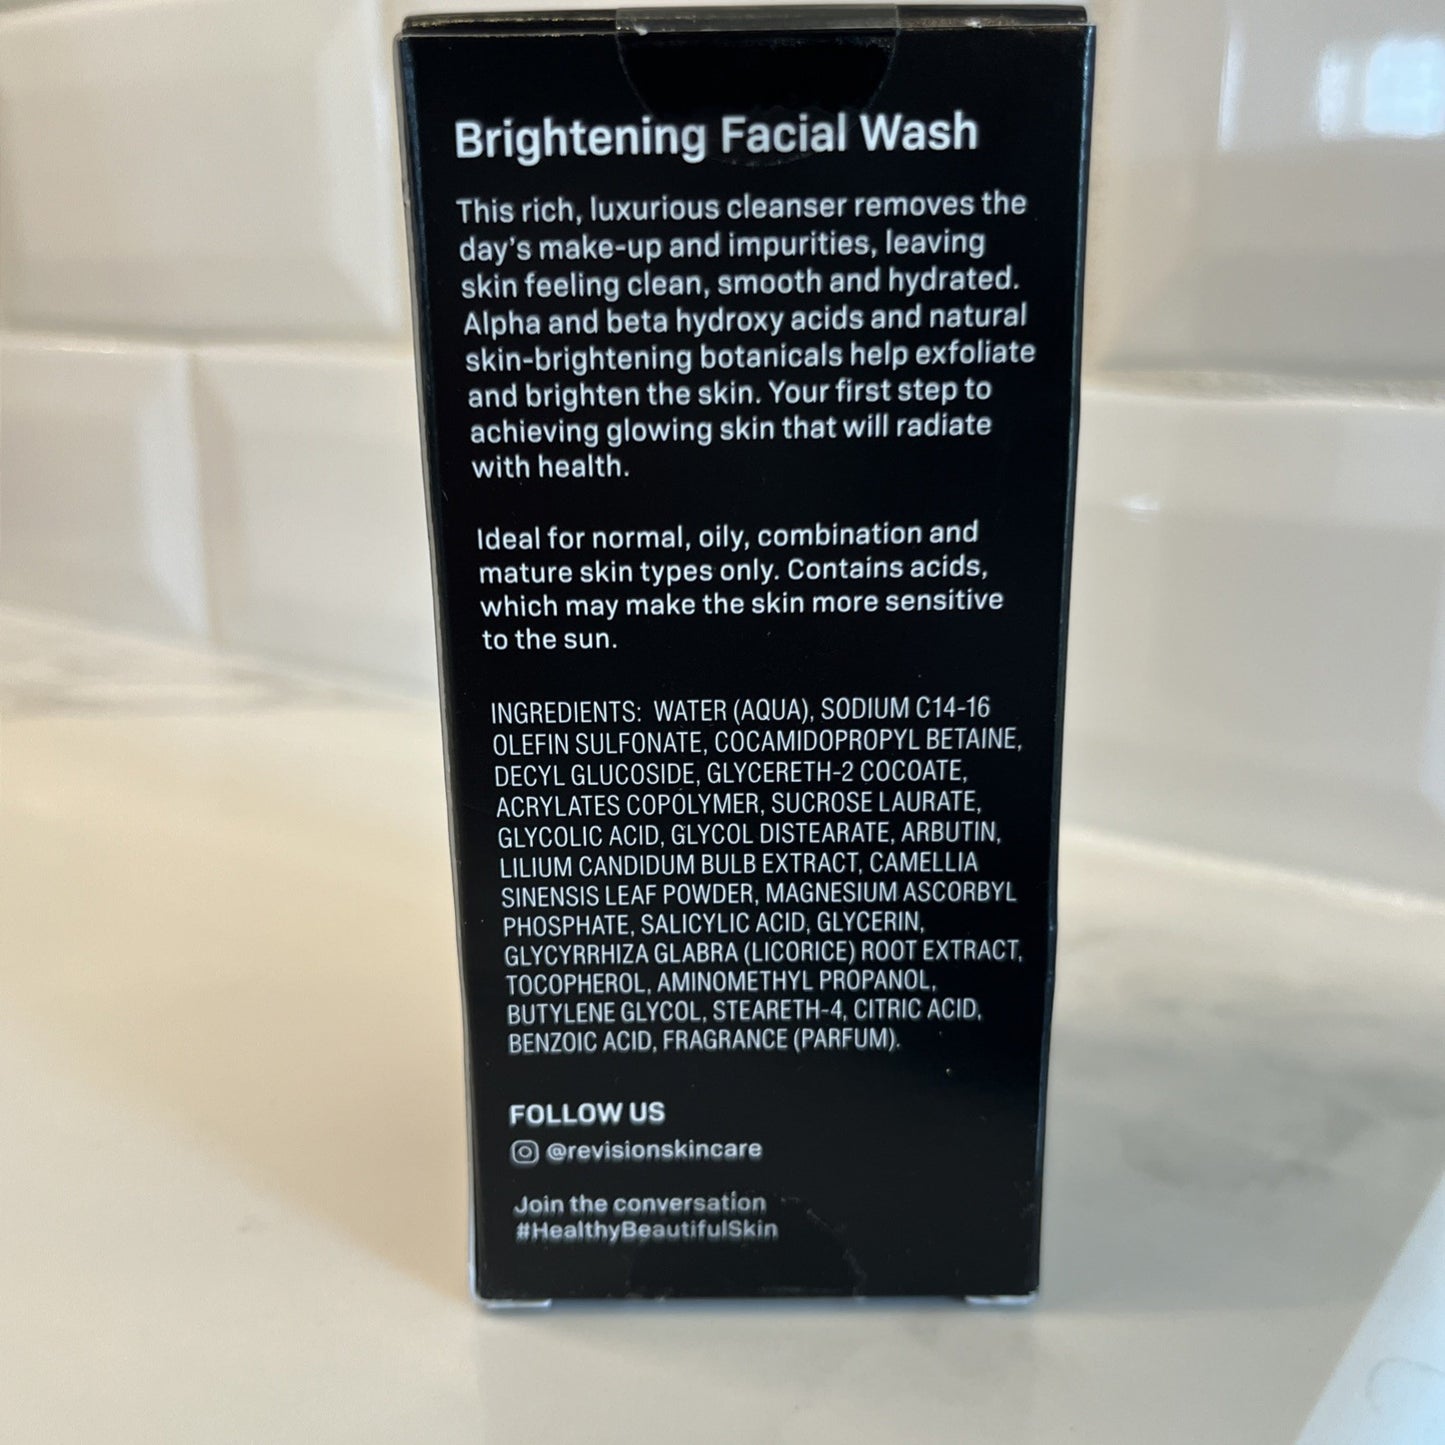 Brightening Facial Wash
This rich, luxurious cleanser removes the
day's make-up and impurities, leaving
skin feeling clean, smooth and hydrated.
Alpha and beta hydroxy acids and natural
skin-brightening botanicals help exfoliate
and brighten the skin. Your first step to
achieving glowing skin that will radiate
with health.
Ideal for normal, oily, combination and
mature skin types only. Contains acids,
which may make the skin more sensitive
to the sun.
INGREDIENTS: WATER (AQUA), SODIUM C14-16
OLEFIN SULFONATE, COCAMIDOPROPYL BETAINE,
DECYL GLUCOSIDE, GLYCERETH-2 COCOATE,
ACRYLATES COPOLYMER, SUCROSE LAURATE,
GLYCOLIC ACID, GLYCOL DISTEARATE, ARBUTIN,
LILIUM CANDIDUM BULB EXTRACT, CAMELLIA
SINENSIS LEAF POWDER, MAGNESIUM ASCORBYL
PHOSPHATE, SALICYLIC ACID, GLYCERIN,
GLYCYRRHIZA GLABRA (LICORICE) ROOT EXTRACT,
TOCOPHEROL, AMINOMETHYL PROPANOL,
BUTYLENE GLYCOL, STEARETH-4, CITRIC ACID,
BENZOIC ACID, FRAGRANCE (PARFUM).
FOLLOW US
@revisionskincare
Join the conversation
#HealthyBeautifulSkin